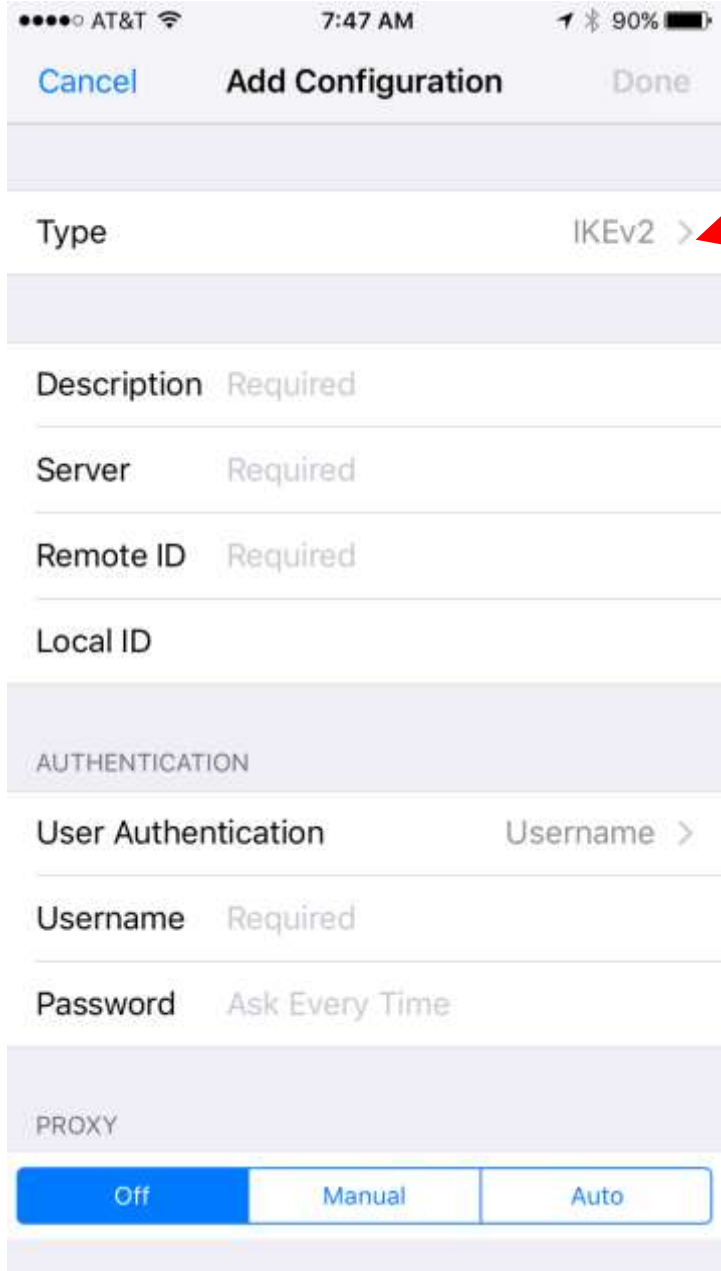 AT&T 7:47 AM 90%
Cancel Add Configuration Done
Type IKEv2
Description Required
Server Required
Remote ID Required
Local ID
AUTHENTICATION
User Authentication Username
Username Required
Password Ask Every Time
PROXY
Off Manual Auto